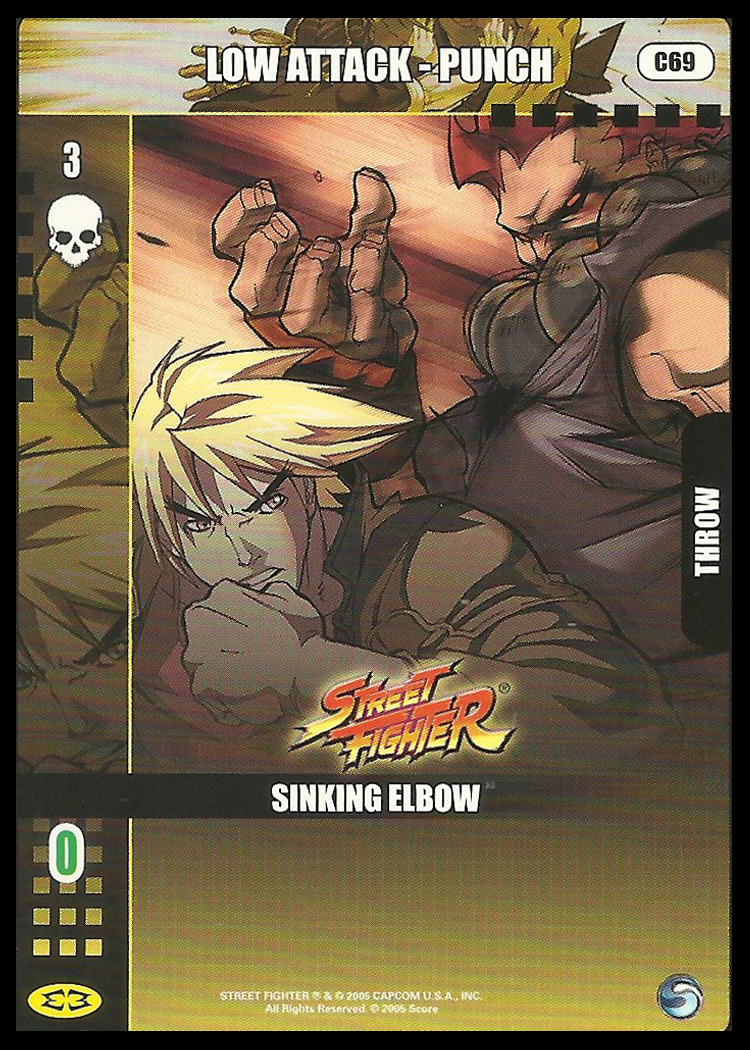 LOW ATTACK - PUNCH
C69
3
THROW
STREET
FIGHTER®
SINKING ELBOW
0
STREET FIGHTER ® & © 2005 CAPCOM U.S.A., INC.
All Rights Reserved. © 2005 Score